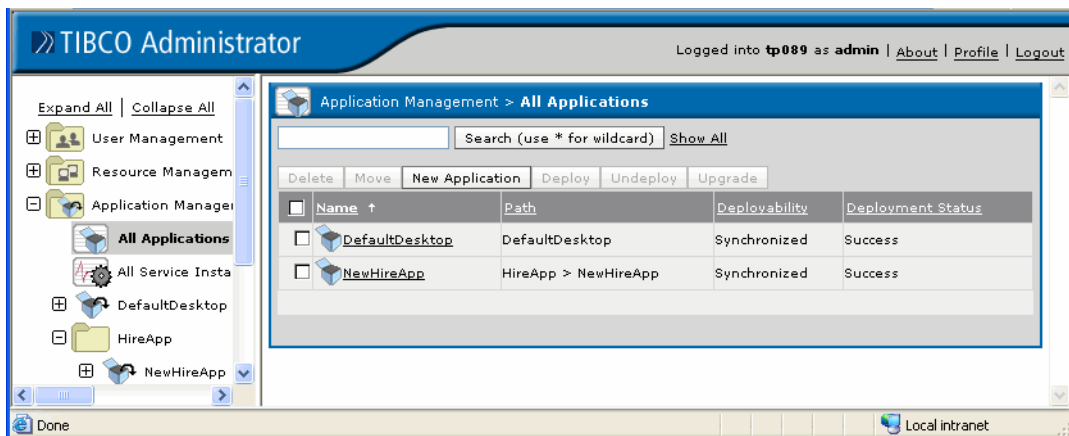 TIBCO Administrator
Logged into tp089 as admin | About | Profile | Logout
Expand All | Collapse All
User Management
Resource Managem
Application Manager
All Applications
All Service Insta
DefaultDesktop
HireApp
NewHireApp
Application Management > All Applications
Search (use * for wildcard) Show All
Delete Move New Application Deploy Undeploy Upgrade
Name ↑ Path Deployability Deployment Status
DefaultDesktop DefaultDesktop Synchronized Success
NewHireApp HireApp > NewHireApp Synchronized Success
Done
Local intranet